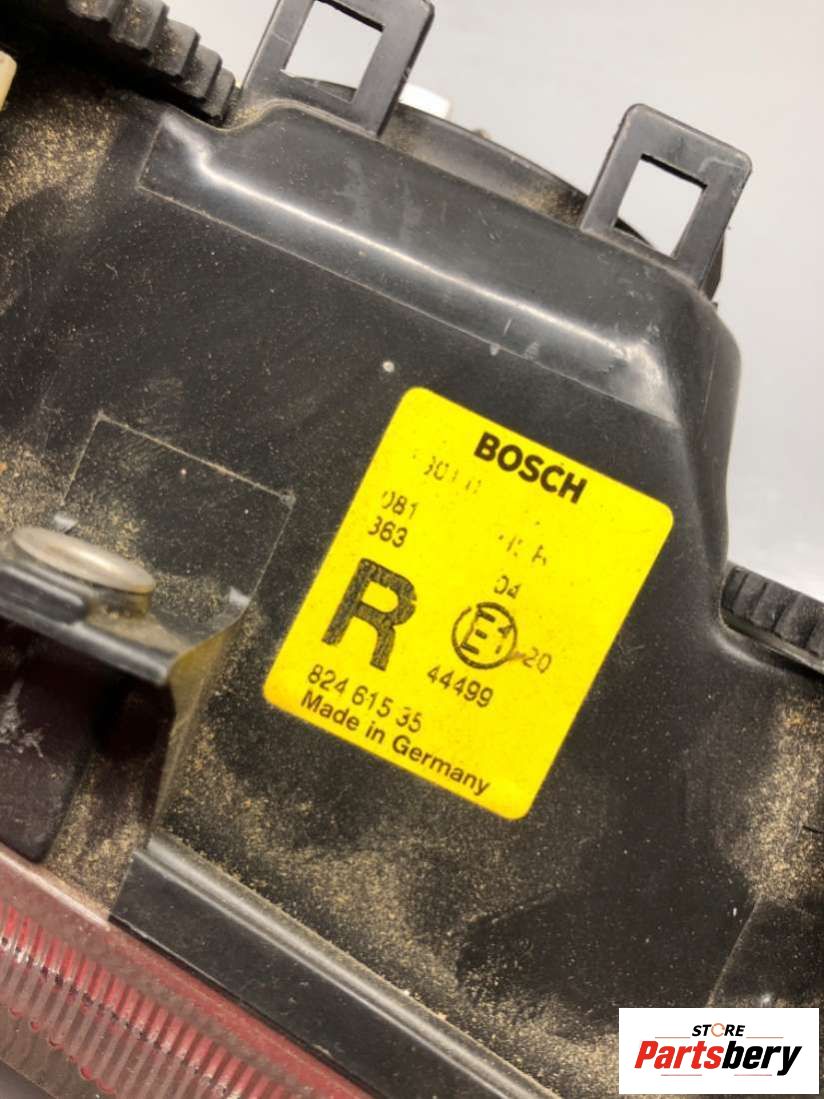 BOSCH
081
363
04
R
E1
20
44499
824 615 35
Made in Germany
STORE
Partsbery